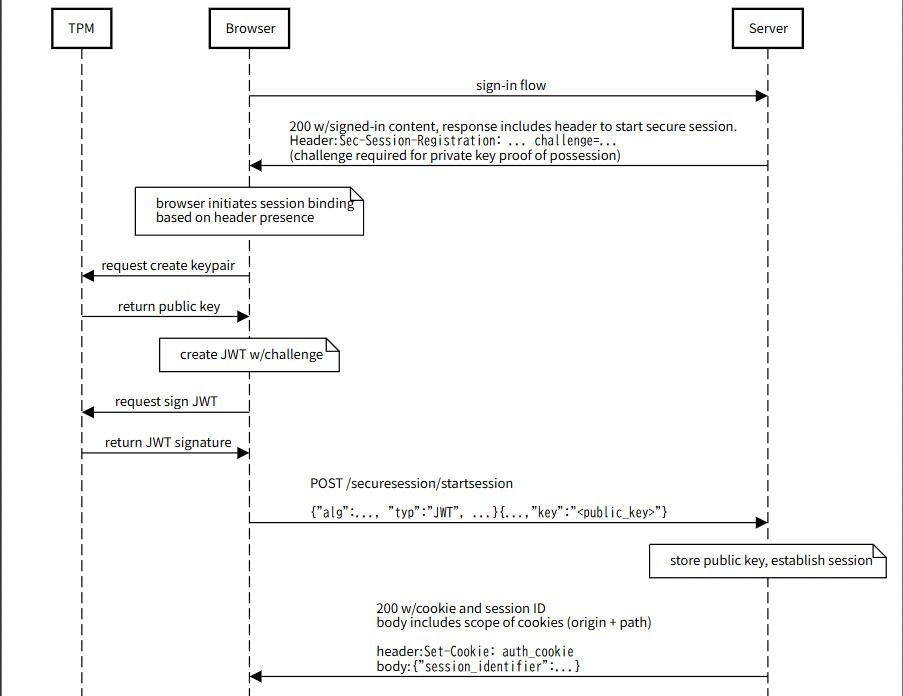 TPM
Browser
Server
sign-in flow
200 w/signed-in content, response includes header to start secure session.
Header:Sec-Session-Registration: ... challenge=...
(challenge required for private key proof of possession)
browser initiates session binding
based on header presence
request create keypair
return public key
create JWT w/challenge
request sign JWT
return JWT signature
POST /securesession/startsession
{"alg":..., "typ":"JWT", ...}{...,"key":"<public_key>"}
store public key, establish session
200 w/cookie and session ID
body includes scope of cookies (origin + path)
header:Set-Cookie: auth_cookie
body:{"session_identifier":...}